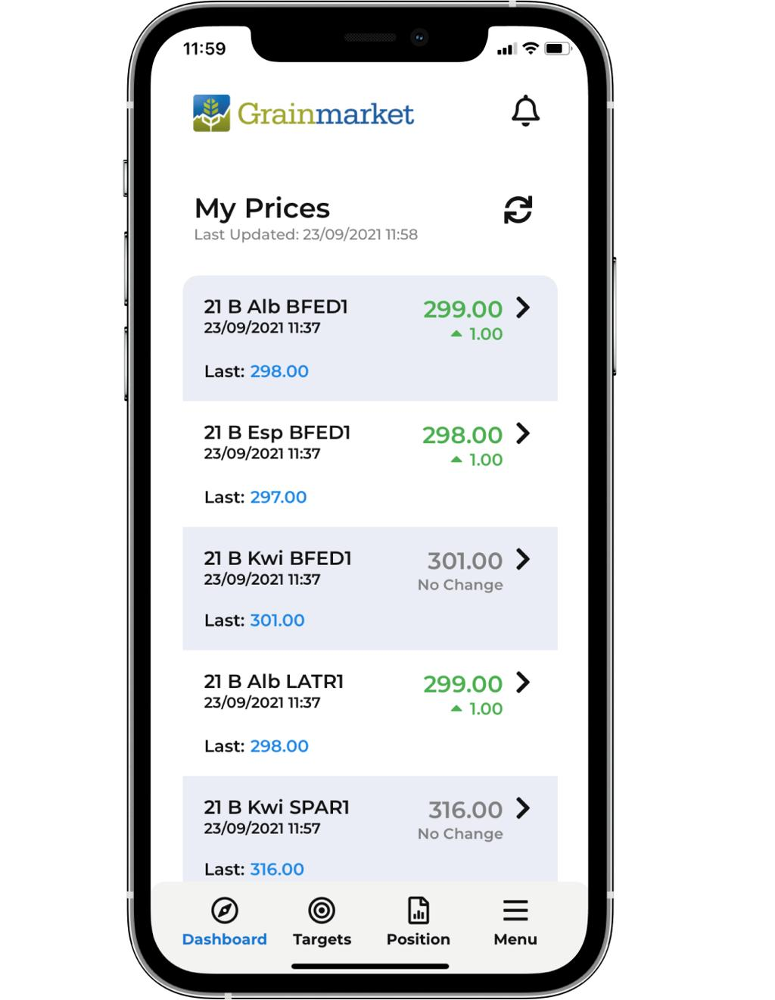 11:59
Grainmarket
My Prices
Last Updated: 23/09/2021 11:58
21 B Alb BFED1 299.00
23/09/2021 11:37 1.00
Last: 298.00
21 B Esp BFED1 298.00
23/09/2021 11:37 1.00
Last: 297.00
21 B Kwi BFED1 301.00
23/09/2021 11:37 No Change
Last: 301.00
21 B Alb LATR1 299.00
23/09/2021 11:37 1.00
Last: 298.00
21 B Kwi SPAR1 316.00
23/09/2021 11:57 No Change
Last: 316.00
Dashboard Targets Position Menu